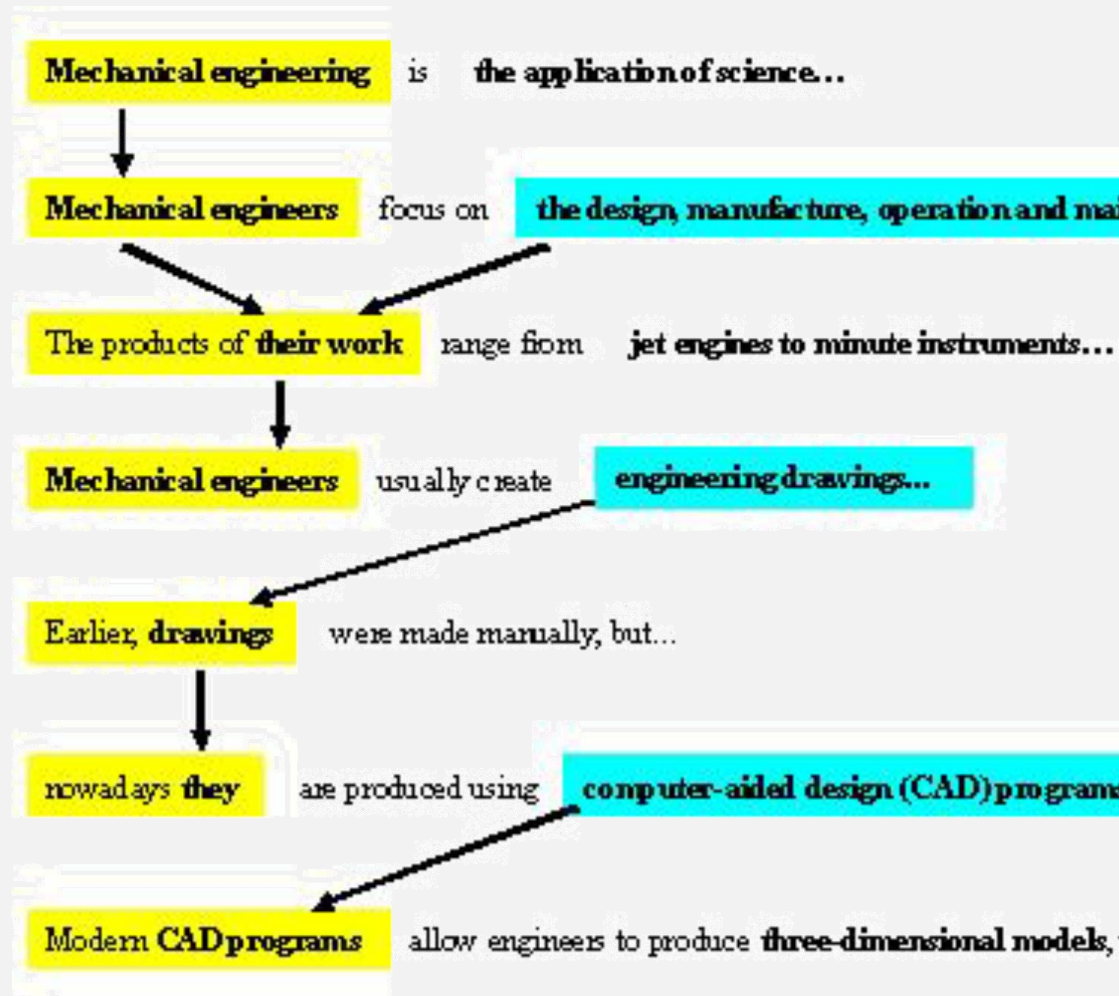 Mechanical engineering is the application of science...
Mechanical engineers focus on the design, manufacture, operation and
The products of their work range from jet engines to minute instruments...
Mechanical engineers usually create engineering drawings...
Earlier, drawings were made manually, but...
nowadays they are produced using computer-aided design (CAD) programs
Modern CAD programs allow engineers to produce three-dimensional models,